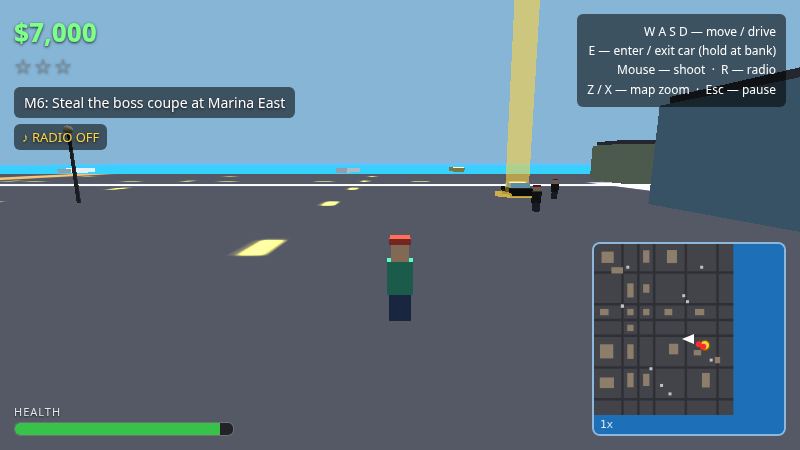 $7,000
☆☆☆
M6: Steal the boss coupe at Marina East
♪ RADIO OFF
W A S D — move / drive
E — enter / exit car (hold at bank)
Mouse — shoot · R — radio
Z / X — map zoom · Esc — pause
HEALTH
1x